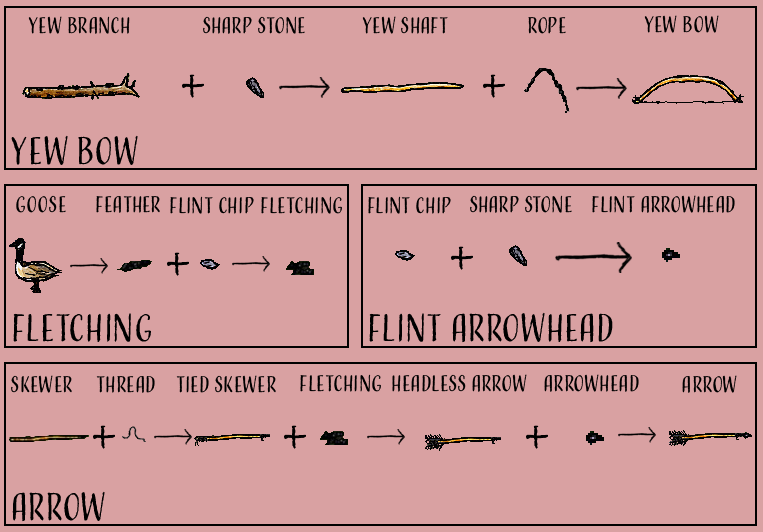 YEW BRANCH SHARP STONE YEW SHAFT ROPE YEW BOW
YEW BOW
GOOSE FEATHER FLINT CHIP FLETCHING
FLETCHING
FLINT CHIP SHARP STONE FLINT ARROWHEAD
FLINT ARROWHEAD
SKEWER THREAD TIED SKEWER FLETCHING HEADLESS ARROW ARROWHEAD ARROW
ARROW